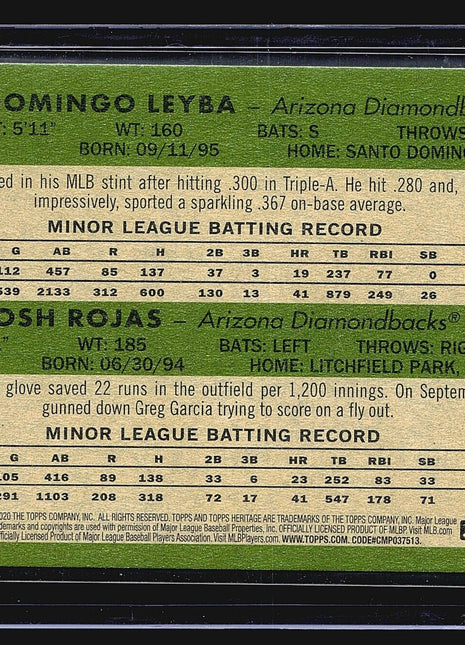 OMINGO LEYBA – Arizona Diamondb
: 5'11" WT: 160 BATS: S THROWS
BORN: 09/11/95 HOME: SANTO DOMING
ed in his MLB stint after hitting .300 in Triple-A. He hit .280 and,
impressively, sported a sparkling .367 on-base average.
MINOR LEAGUE BATTING RECORD
G AB R H 2B 3B HR TB RBI SB
112 457 85 137 37 3 19 237 77 0
539 2133 312 600 130 13 41 879 249 26
OSH ROJAS – Arizona Diamondbacks®
" WT: 185 BATS: LEFT THROWS: RIG
BORN: 06/30/94 HOME: LITCHFIELD PARK,
glove saved 22 runs in the outfield per 1,200 innings. On Septem
gunned down Greg Garcia trying to score on a fly out.
MINOR LEAGUE BATTING RECORD
G AB R H 2B 3B HR TB RBI SB
105 416 89 138 33 6 23 252 83 33
291 1103 208 318 72 17 41 547 178 71
020 THE TOPPS COMPANY, INC. ALL RIGHTS RESERVED. TOPPS AND TOPPS HERITAGE ARE TRADEMARKS OF THE TOPPS COMPANY, INC. Major League
demarks and copyrights are used with permission of Major League Baseball Properties, Inc. OFFICIALLY LICENSED PRODUCT OF MLBP. Visit MLB.com
Officially Licensed Product of Major League Baseball Players Association. Visit MLBPlayers.com. WWW.TOPPS.COM. CODE#CMP037513.